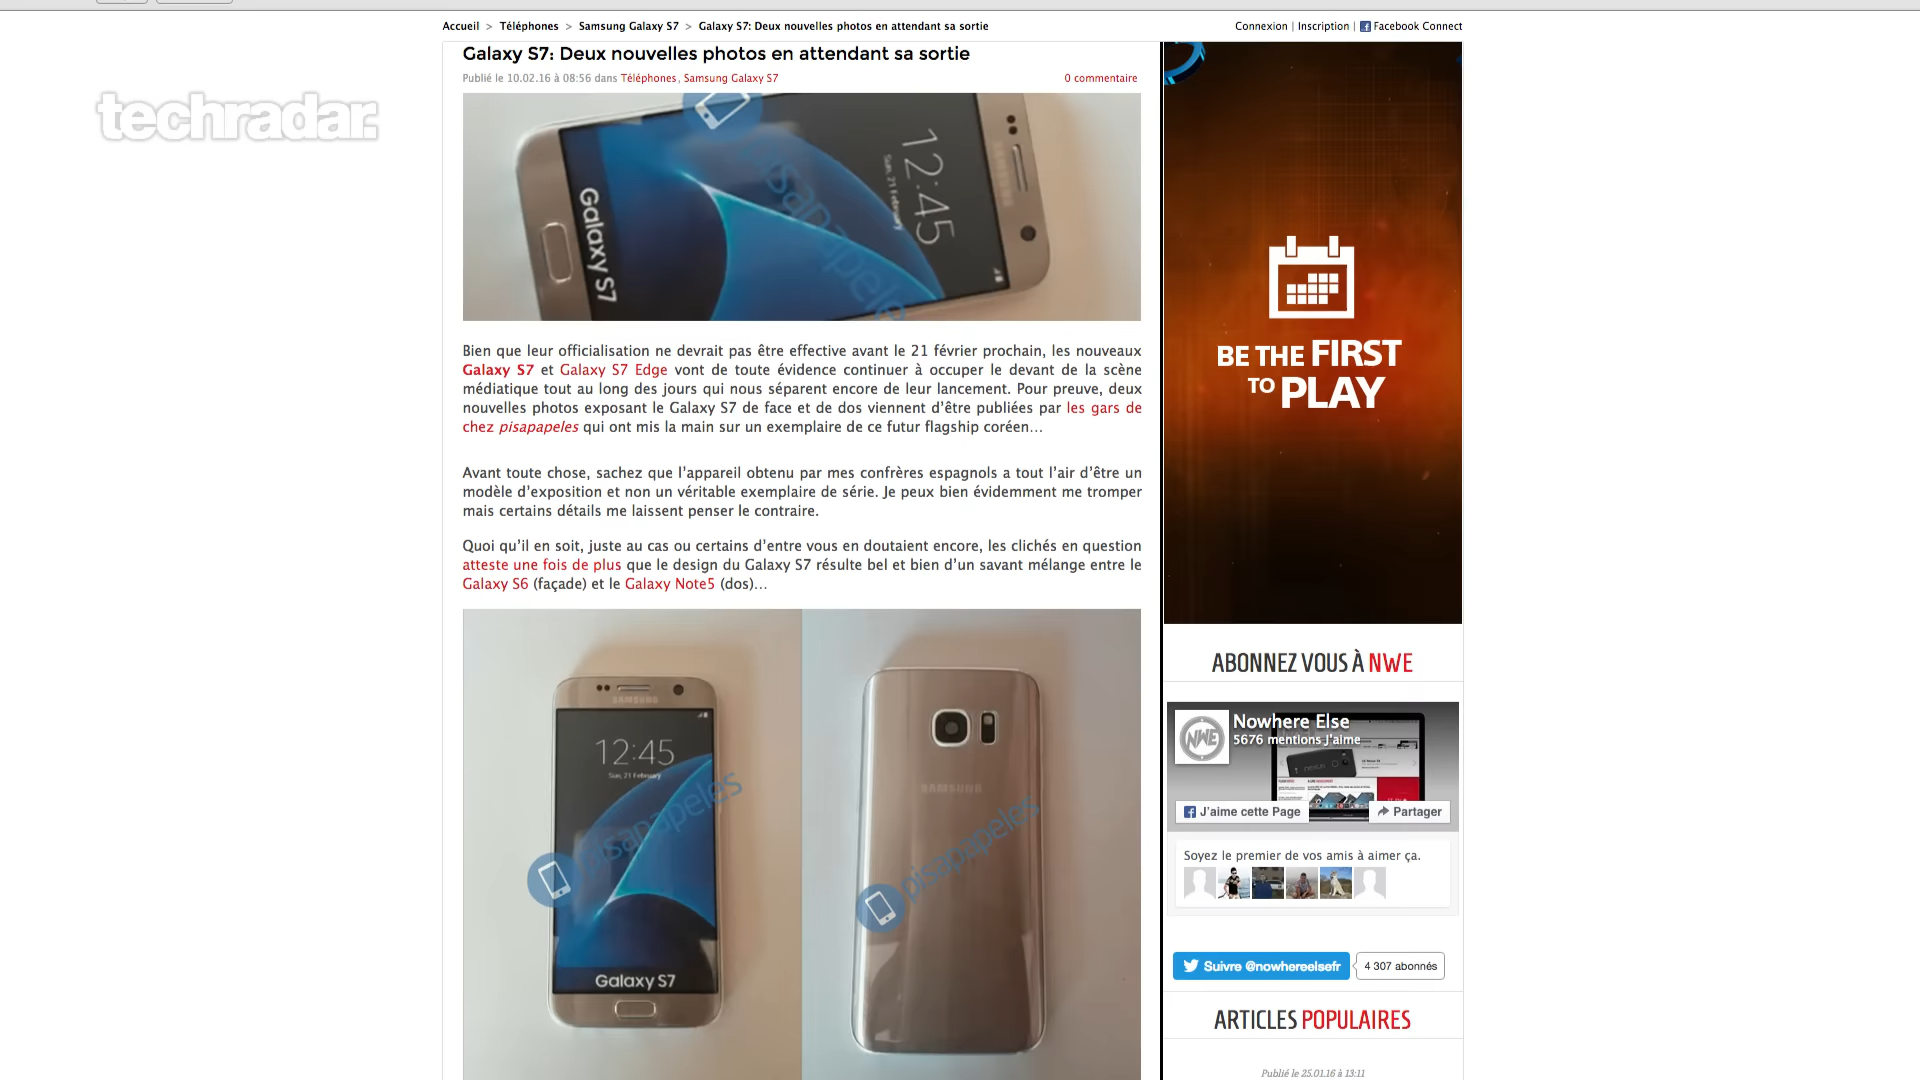 Accueil > Téléphones > Samsung Galaxy S7 > Galaxy S7: Deux nouvelles photos en attendant sa sortie
Connexion | Inscription | Facebook Connect
Galaxy S7: Deux nouvelles photos en attendant sa sortie
Publié le 10.02.16 à 08:56 dans Téléphones, Samsung Galaxy S7
0 commentaire
techradar.
12:45
Sun, 21 February
Galaxy S7
pisapapeles
Bien que leur officialisation ne devrait pas être effective avant le 21 février prochain, les nouveaux
Galaxy S7 et Galaxy S7 Edge vont de toute évidence continuer à occuper le devant de la scène
médiatique tout au long des jours qui nous séparent encore de leur lancement. Pour preuve, deux
nouvelles photos exposant le Galaxy S7 de face et de dos viennent d'être publiées par les gars de
chez pisapapeles qui ont mis la main sur un exemplaire de ce futur flagship coréen...
Avant toute chose, sachez que l'appareil obtenu par mes confrères espagnols a tout l'air d'être un
modèle d'exposition et non un véritable exemplaire de série. Je peux bien évidemment me tromper
mais certains détails me laissent penser le contraire.
Quoi qu'il en soit, juste au cas ou certains d'entre vous en doutaient encore, les clichés en question
atteste une fois de plus que le design du Galaxy S7 résulte bel et bien d'un savant mélange entre le
Galaxy S6 (façade) et le Galaxy Note5 (dos)...
SAMSUNG
12:45
Sun, 21 February
pisapapeles
Galaxy S7
SAMSUNG
pisapapeles
BE THE FIRST
TO PLAY
ABONNEZ VOUS À NWE
NWE
Nowhere Else
5676 mentions J'aime
J'aime cette Page
Partager
Soyez le premier de vos amis à aimer ça.
Suivre @nowhereelsefr
4 307 abonnés
ARTICLES POPULAIRES
Publié le 25.01.16 à 13:11